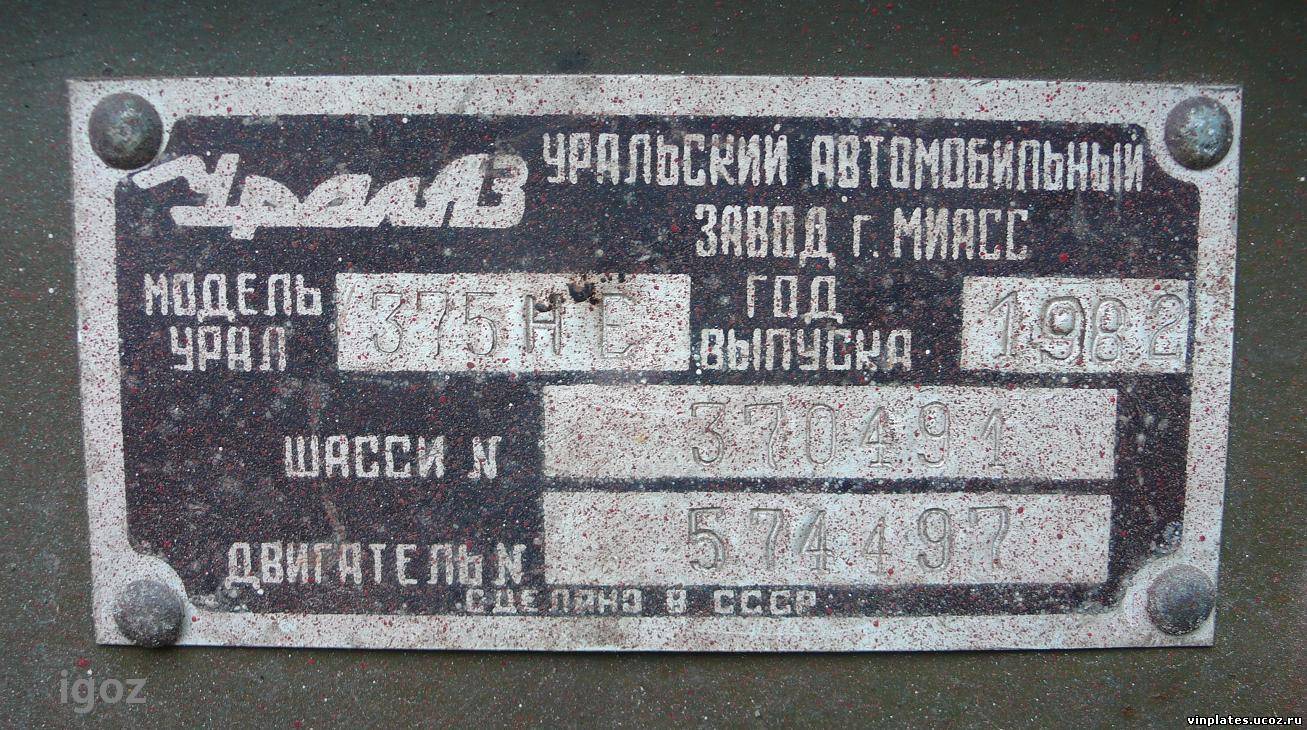 УралАЗ
УРАЛЬСКИЙ АВТОМОБИЛЬНЫЙ
ЗАВОД г. МИАСС
МОДЕЛЬ
УРАЛ
375НЕ
ГОД
ВЫПУСКА
1982
ШАССИ N
370491
ДВИГАТЕЛЬ N
574497
СДЕЛАНО В СССР
igoz
vinplates.ucoz.ru